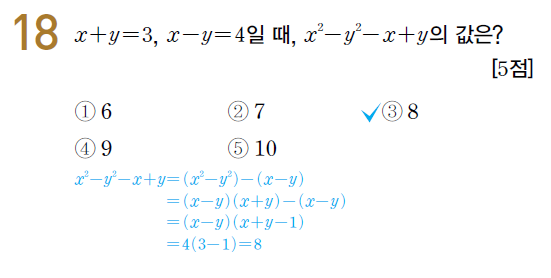 18 x+y=3, x-y=4일 때, x²-y²-x+y의 값은?
[5점]
① 6 ② 7 ✓③ 8
④ 9 ⑤ 10
x²-y²-x+y=(x²-y²)-(x-y)
=(x-y)(x+y)-(x-y)
=(x-y)(x+y-1)
=4(3-1)=8